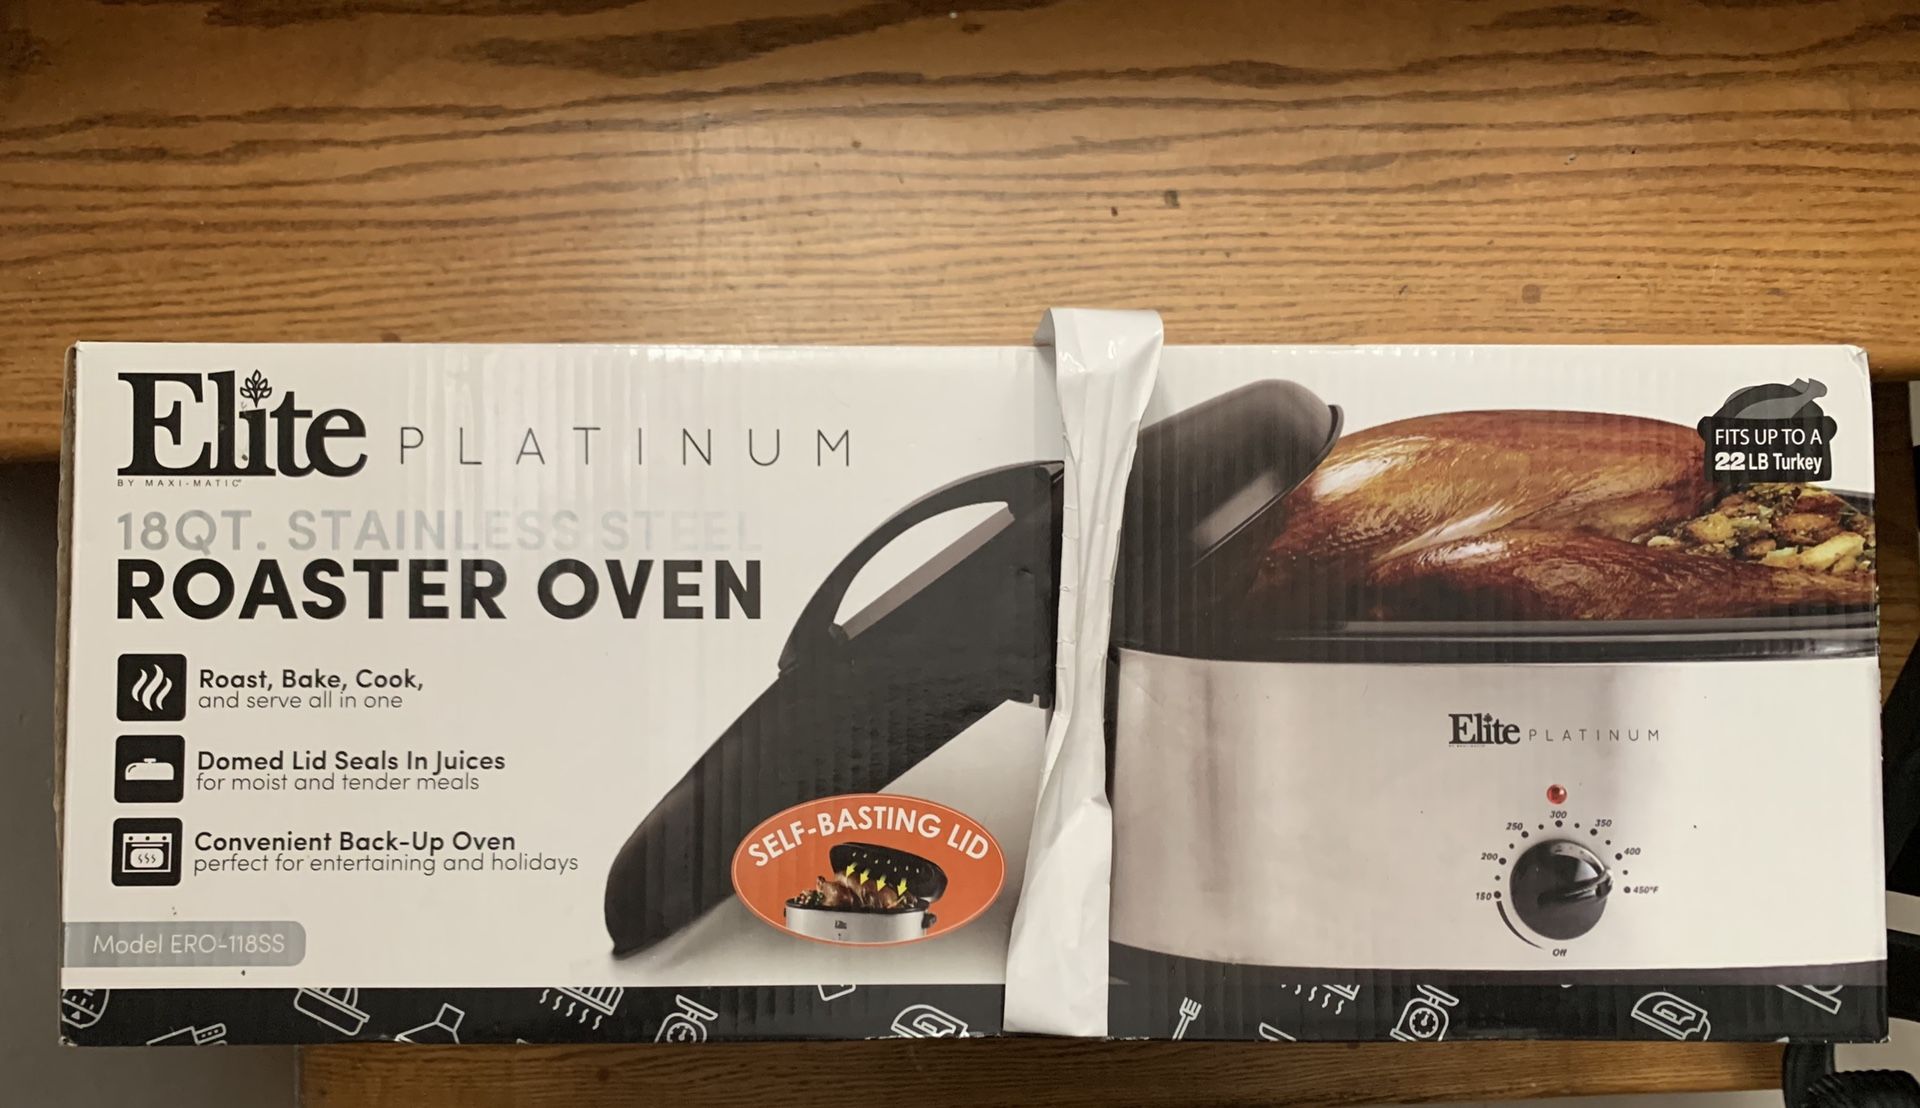 Elite PLATINUM
BY MAXI-MATIC
18QT. STAINLESS STEEL
ROASTER OVEN
Roast, Bake, Cook,
and serve all in one
Domed Lid Seals In Juices
for moist and tender meals
Convenient Back-Up Oven
perfect for entertaining and holidays
Model ERO-118SS
SELF-BASTING LID
FITS UP TO A
22 LB Turkey
Elite PLATINUM
150
200
250
300
350
400
450°F
Off